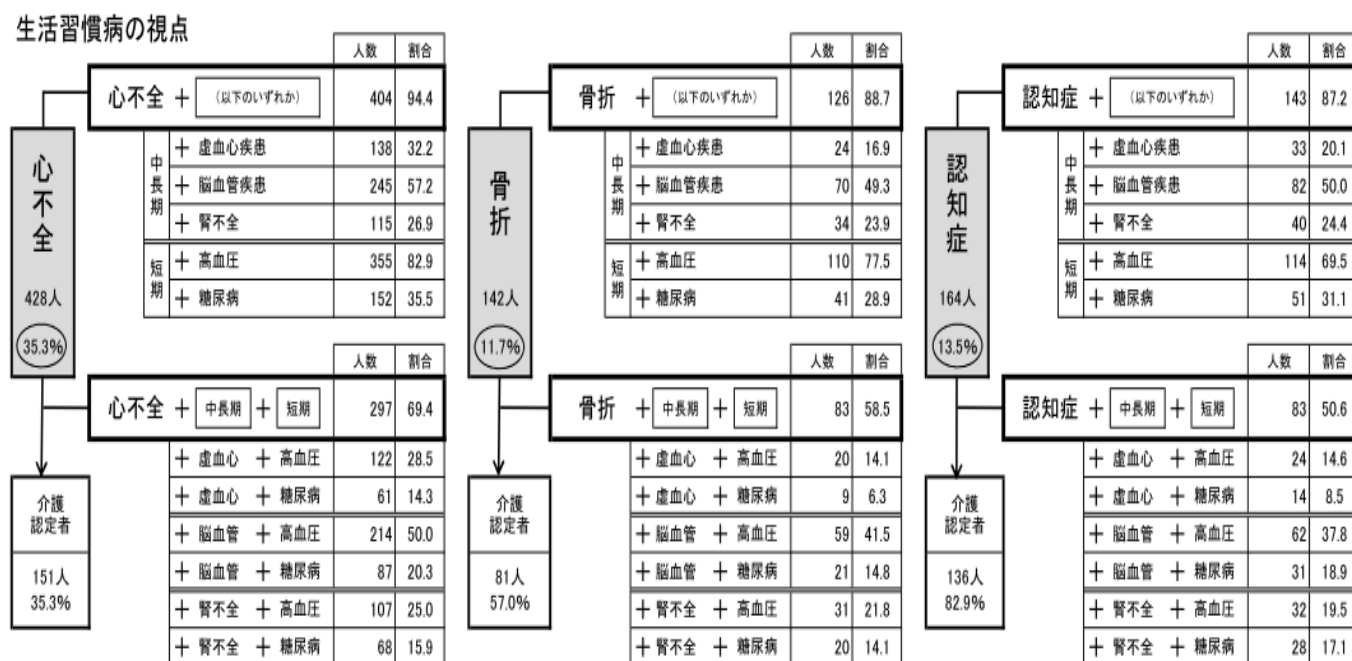 生活習慣病の視点
人数 割合
心不全 + (以下のいずれか) 404 94.4
中長期
+ 虚血心疾患 138 32.2
+ 脳血管疾患 245 57.2
+ 腎不全 115 26.9
短期
+ 高血圧 355 82.9
+ 糖尿病 152 35.5
心不全
428人
35.3%
人数 割合
心不全 + 中長期 + 短期 297 69.4
+ 虚血心 + 高血圧 122 28.5
+ 虚血心 + 糖尿病 61 14.3
+ 脳血管 + 高血圧 214 50.0
+ 脳血管 + 糖尿病 87 20.3
+ 腎不全 + 高血圧 107 25.0
+ 腎不全 + 糖尿病 68 15.9
介護
認定者
151人
35.3%
人数 割合
骨折 + (以下のいずれか) 126 88.7
中長期
+ 虚血心疾患 24 16.9
+ 脳血管疾患 70 49.3
+ 腎不全 34 23.9
短期
+ 高血圧 110 77.5
+ 糖尿病 41 28.9
骨折
142人
11.7%
人数 割合
骨折 + 中長期 + 短期 83 58.5
+ 虚血心 + 高血圧 20 14.1
+ 虚血心 + 糖尿病 9 6.3
+ 脳血管 + 高血圧 59 41.5
+ 脳血管 + 糖尿病 21 14.8
+ 腎不全 + 高血圧 31 21.8
+ 腎不全 + 糖尿病 20 14.1
介護
認定者
81人
57.0%
人数 割合
認知症 + (以下のいずれか) 143 87.2
中長期
+ 虚血心疾患 33 20.1
+ 脳血管疾患 82 50.0
+ 腎不全 40 24.4
短期
+ 高血圧 114 69.5
+ 糖尿病 51 31.1
認知症
164人
13.5%
人数 割合
認知症 + 中長期 + 短期 83 50.6
+ 虚血心 + 高血圧 24 14.6
+ 虚血心 + 糖尿病 14 8.5
+ 脳血管 + 高血圧 62 37.8
+ 脳血管 + 糖尿病 31 18.9
+ 腎不全 + 高血圧 32 19.5
+ 腎不全 + 糖尿病 28 17.1
介護
認定者
136人
82.9%